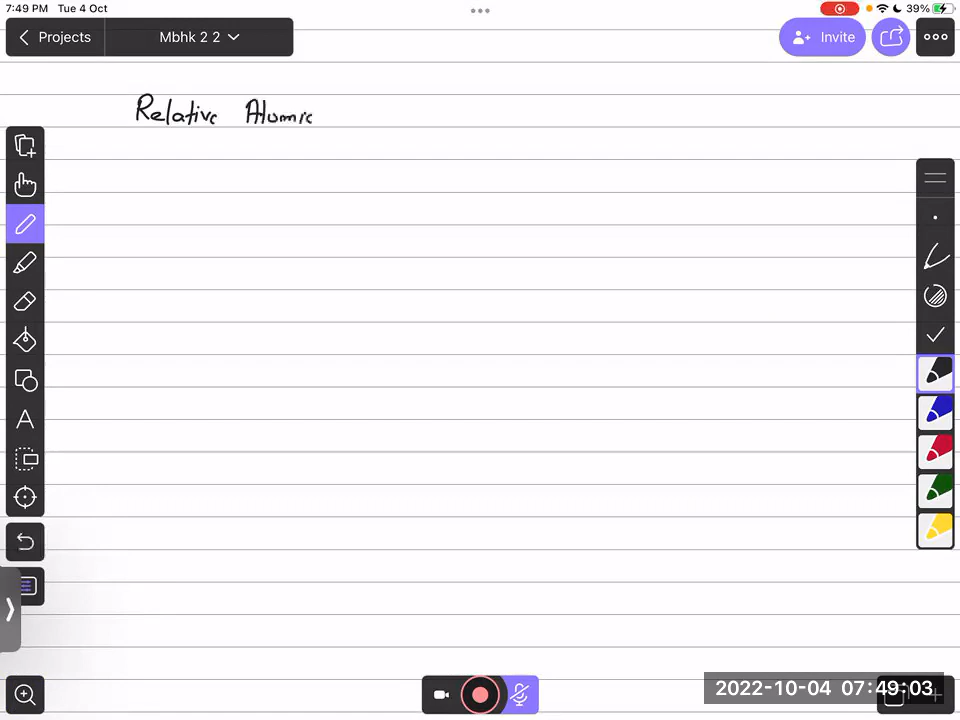 7:49 PM Tue 4 Oct
39%
Projects
Mbhk 2 2
Invite
Relative Atomic
A
2022-10-04 07:49:03